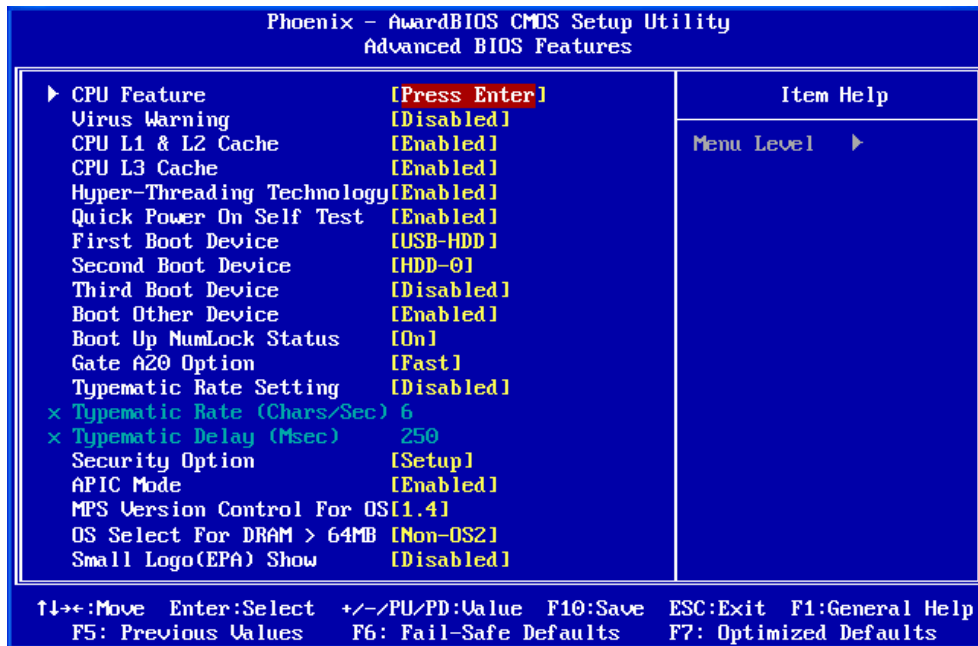 Phoenix - AwardBIOS CMOS Setup Utility
Advanced BIOS Features
CPU Feature [Press Enter]
Virus Warning [Disabled]
CPU L1 & L2 Cache [Enabled]
CPU L3 Cache [Enabled]
Hyper-Threading Technology[Enabled]
Quick Power On Self Test [Enabled]
First Boot Device [USB-HDD]
Second Boot Device [HDD-0]
Third Boot Device [Disabled]
Boot Other Device [Enabled]
Boot Up NumLock Status [On]
Gate A20 Option [Fast]
Typematic Rate Setting [Disabled]
x Typematic Rate (Chars/Sec) 6
x Typematic Delay (Msec) 250
Security Option [Setup]
APIC Mode [Enabled]
MPS Version Control For OS[1.4]
OS Select For DRAM > 64MB [Non-OS2]
Small Logo(EPA) Show [Disabled]
Item Help
Menu Level
↑↓→←:Move Enter:Select +/-/PU/PD:Value F10:Save ESC:Exit F1:General Help
F5: Previous Values F6: Fail-Safe Defaults F7: Optimized Defaults